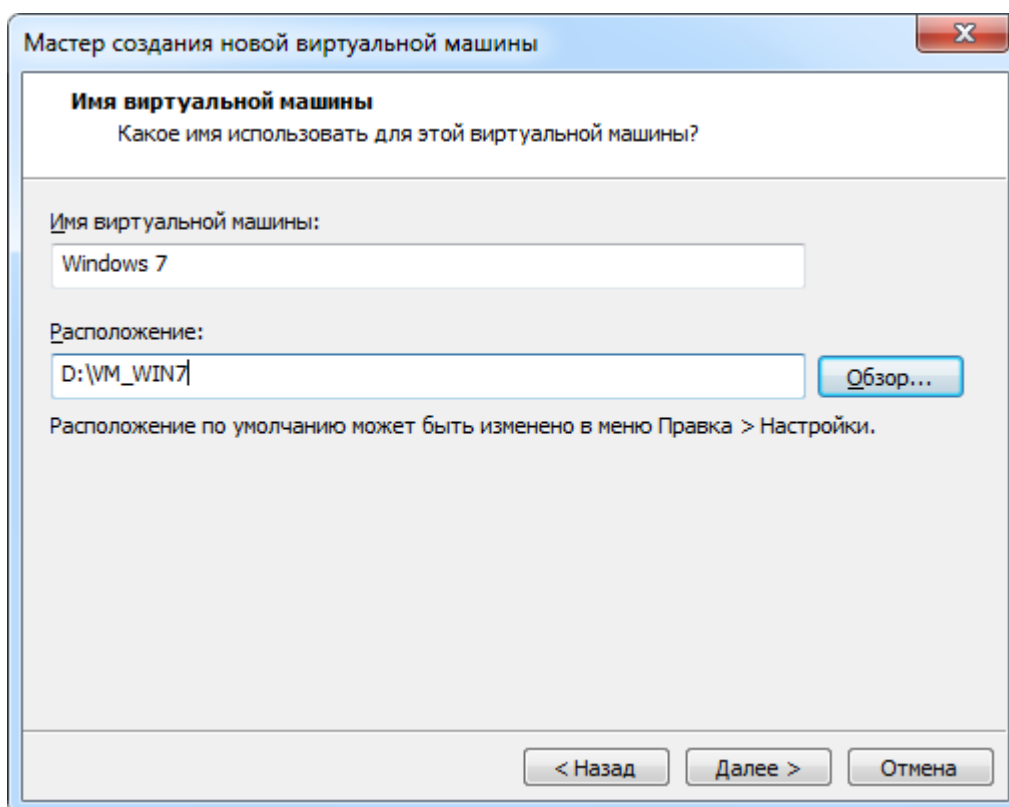 Мастер создания новой виртуальной машины
Имя виртуальной машины
Какое имя использовать для этой виртуальной машины?
Имя виртуальной машины:
Windows 7
Расположение:
D:\VM_WIN7
Обзор...
Расположение по умолчанию может быть изменено в меню Правка > Настройки.
< Назад
Далее >
Отмена